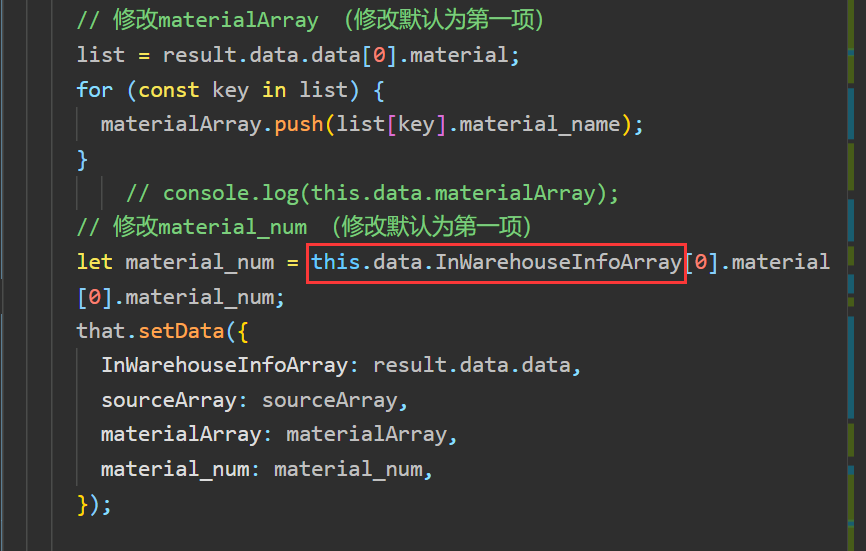 // 修改materialArray （修改默认为第一项）
list = result.data.data[0].material;
for (const key in list) {
materialArray.push(list[key].material_name);
}
// console.log(this.data.materialArray);
// 修改material_num （修改默认为第一项）
let material_num = this.data.InWarehouseInfoArray[0].material
[0].material_num;
that.setData({
InWarehouseInfoArray: result.data.data,
sourceArray: sourceArray,
materialArray: materialArray,
material_num: material_num,
});